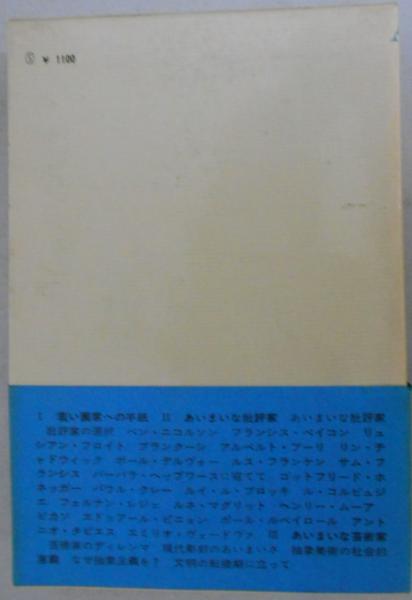 Ⓢ ¥ 1100
Ⅰ 若い画家への手紙 Ⅱ あいまいな批評家 あいまいな批評家
批評家の選択 ベン・ニコルソン フランシス・ベイコン リュ
シアン・フロイト ブランクーシ アルベルト・ブーリ リン・チ
ャドウィック ポール・デルヴォー ルス・フランケン サム・フ
ランシス バーバラ・ヘップワースに宛てて ゴットフリード・ホ
ネッガー パウル・クレー ルイ・ル・ブロッキ ル・コルビュジ
エ フェルナン・レジェ ルネ・マグリット ヘンリー・ムーア
ピカソ エドゥアール・ピニョン ポール・ルベイロール アント
ニオ・タピエス エミリオ・ヴェードヴァ Ⅲ あいまいな芸術家
芸術家のディレンマ 現代彫刻のあいまいさ 抽象美術の社会的
意義 なぜ抽象主義を？ 文明の転換期に立って